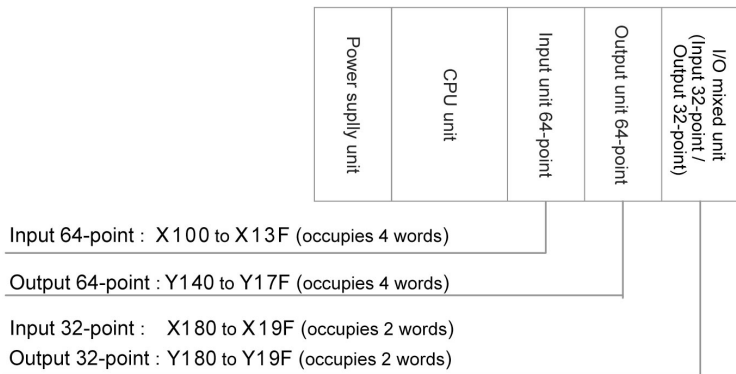 Power suplly unit
CPU unit
Input unit 64-point
Output unit 64-point
I/O mixed unit
(Input 32-point /
Output 32-point)
Input 64-point : X100 to X13F (occupies 4 words)
Output 64-point : Y140 to Y17F (occupies 4 words)
Input 32-point : X180 to X19F (occupies 2 words)
Output 32-point : Y180 to Y19F (occupies 2 words)